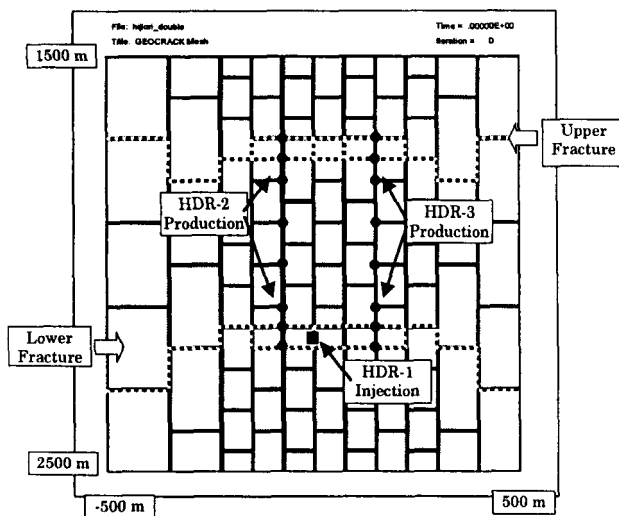 File: hijiori_double
Title: GEOCRACK Mesh
Time = .00000E+00
Iteration = 0
1500 m
Upper
Fracture
HDR-2
Production
HDR-3
Production
Lower
Fracture
HDR-1
Injection
2500 m
-500 m
500 m